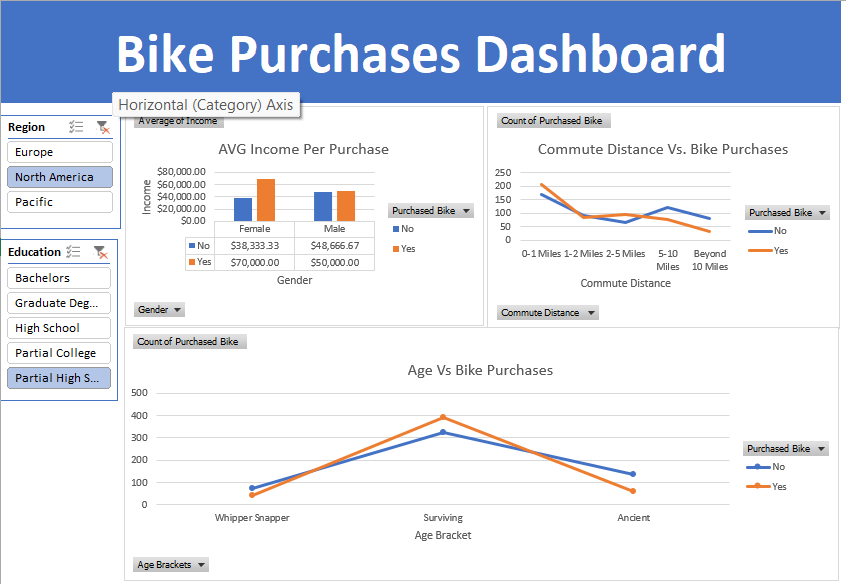 Bike Purchases Dashboard
Horizontal (Category) Axis
Region
Europe
North America
Pacific
Education
Bachelors
Graduate Deg...
High School
Partial College
Partial High S...
Average of Income
AVG Income Per Purchase
Income
$80,000.00
$60,000.00
$40,000.00
$20,000.00
$0.00
Female Male
No $38,333.33 $48,666.67
Yes $70,000.00 $50,000.00
Gender
Purchased Bike
No
Yes
Gender
Count of Purchased Bike
Commute Distance Vs. Bike Purchases
250
200
150
100
50
0
0-1 Miles 1-2 Miles 2-5 Miles 5-10 Miles Beyond 10 Miles
Commute Distance
Purchased Bike
No
Yes
Commute Distance
Count of Purchased Bike
Age Vs Bike Purchases
500
400
300
200
100
0
Whipper Snapper Surviving Ancient
Age Bracket
Purchased Bike
No
Yes
Age Brackets